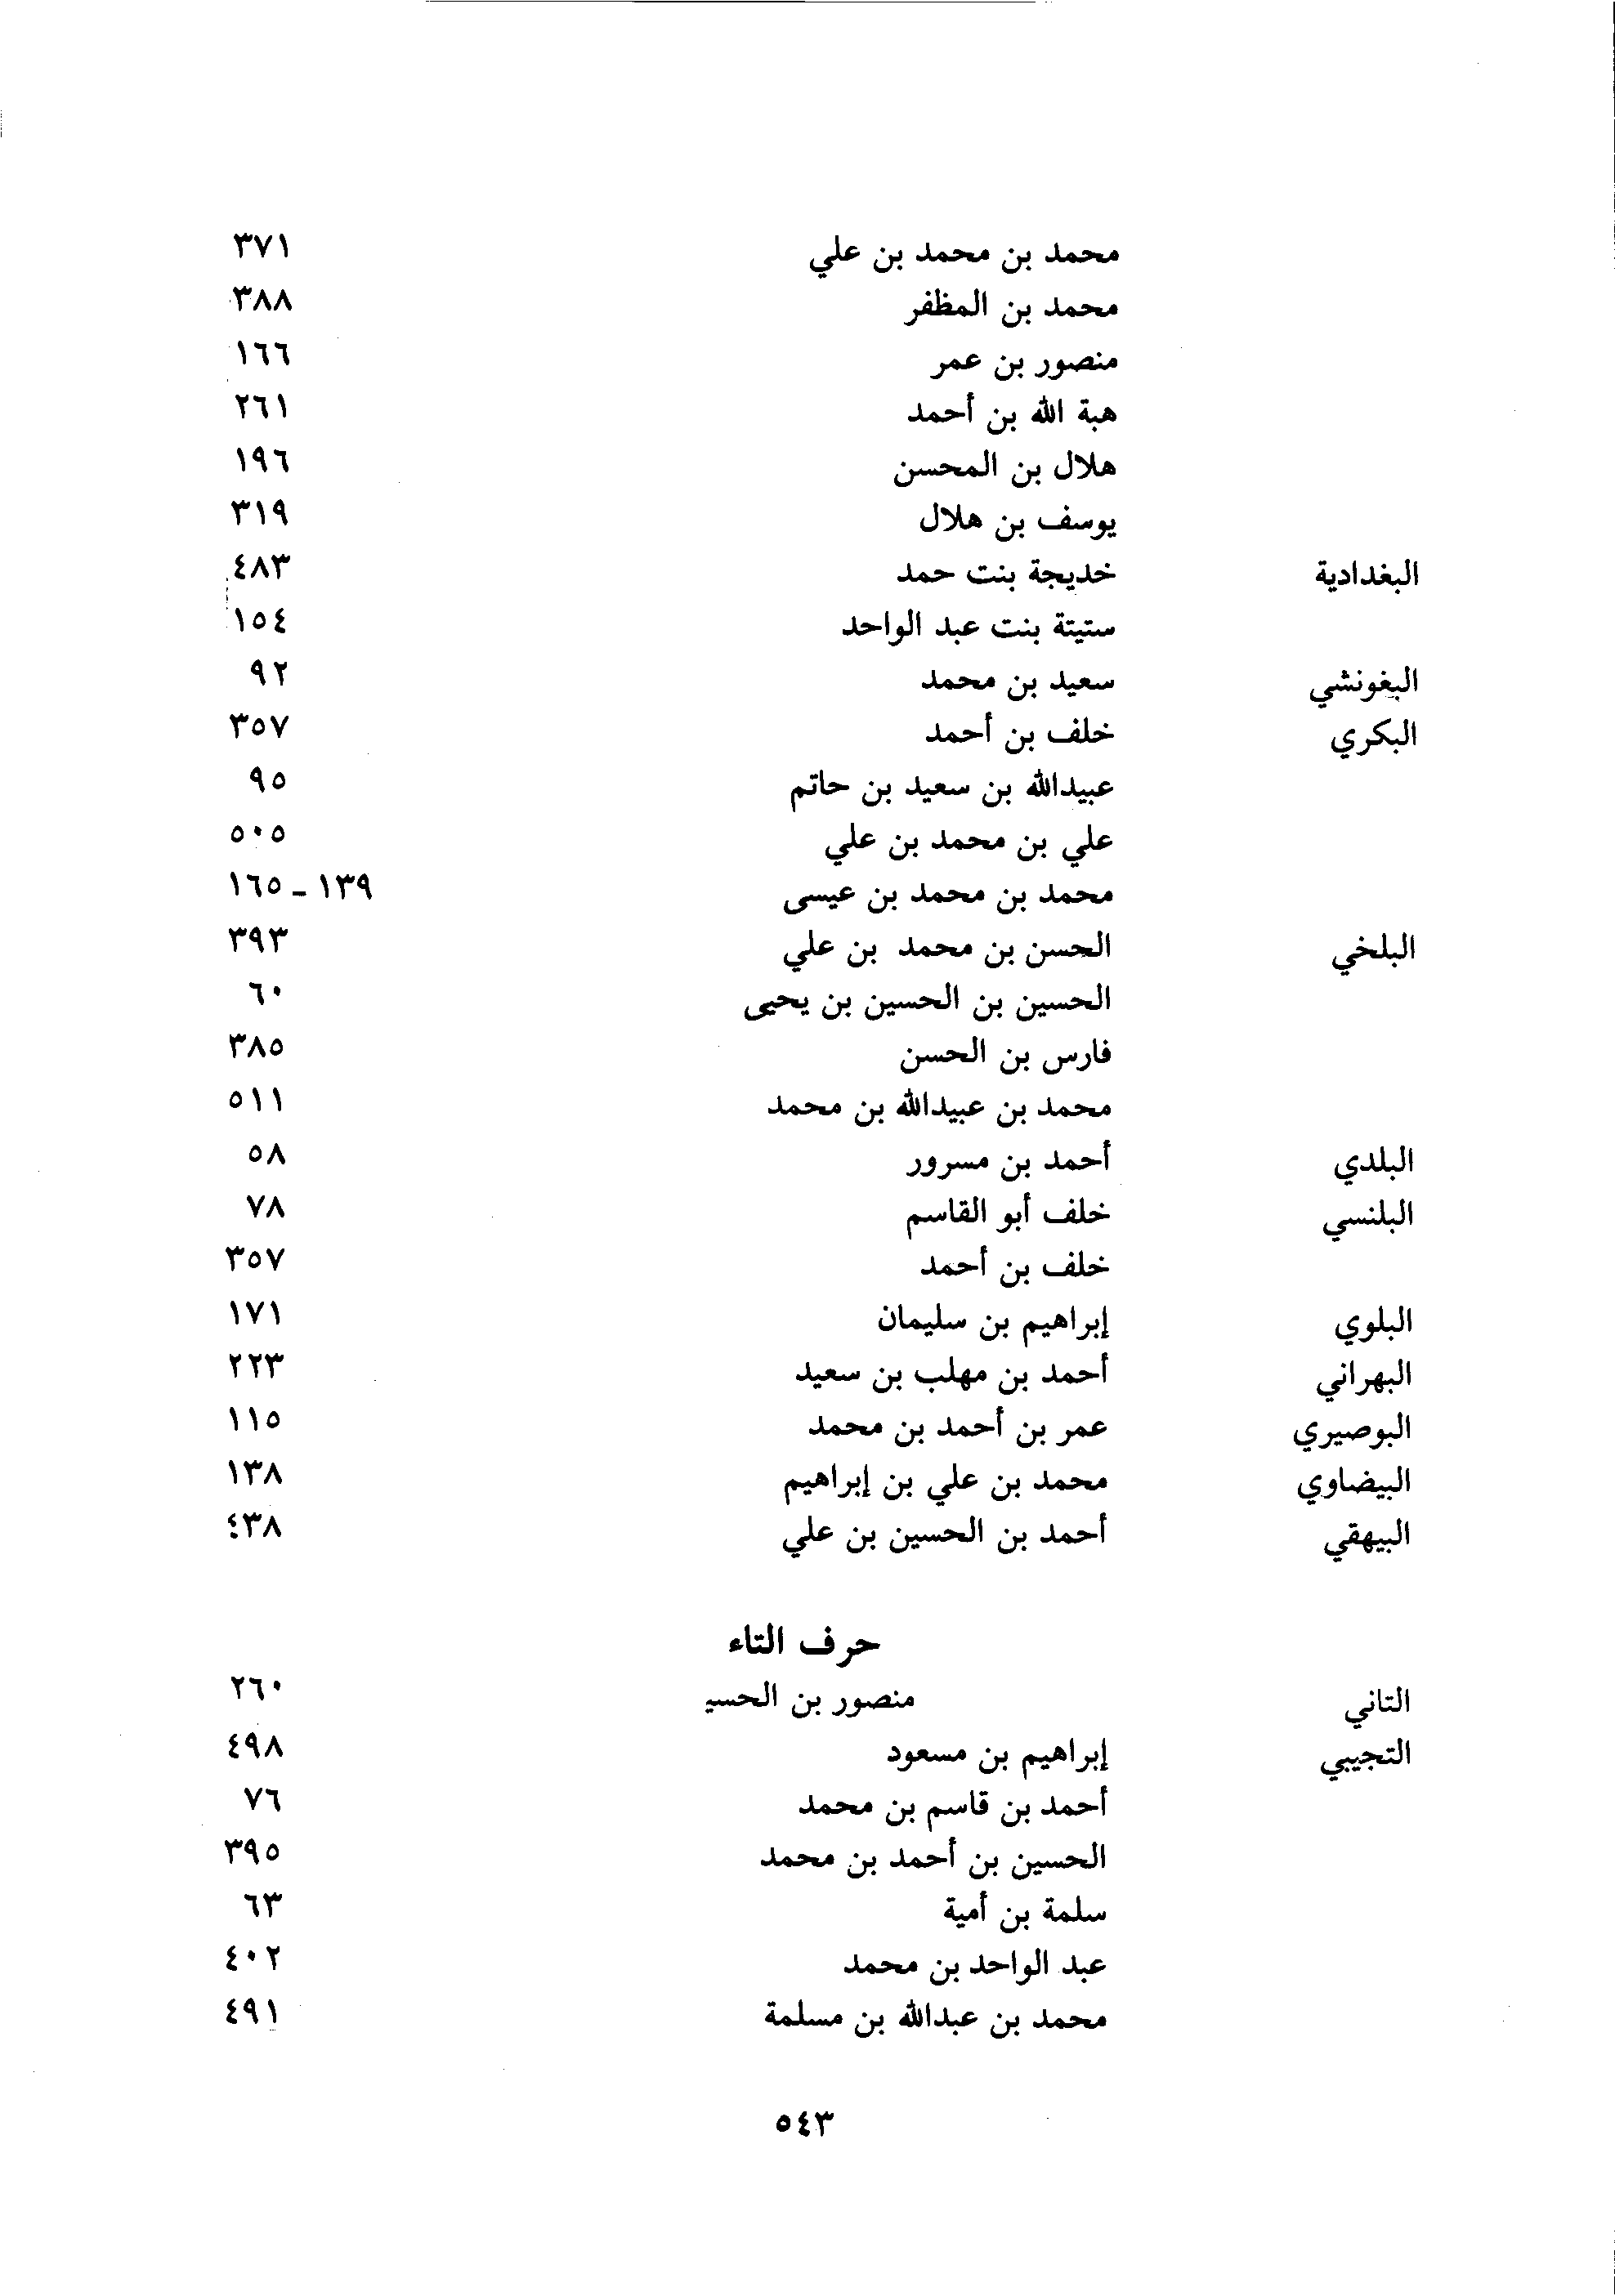 محمد بن محمد بن علي ٣٧١
محمد بن المظفر ٣٨٨
منصور بن عمر ١٦٦
هبة الله بن أحمد ٢٦١
هلال بن المحسن ١٩٦
يوسف بن هلال ٣١٩
البغدادية خديجة بنت حمد ٤٨٣
ستيتة بنت عبد الواحد ١٥٤
البغونشي سعيد بن محمد ٩٢
البكري خلف بن أحمد ٣٥٧
عبيدالله بن سعيد بن حاتم ٩٥
علي بن محمد بن علي ٥٠٥
محمد بن محمد بن عيسى ١٣٩ - ١٦٥
البلخي الحسن بن محمد بن علي ٣٩٣
الحسين بن الحسين بن يحيى ٦٠
فارس بن الحسن ٣٨٥
محمد بن عبيدالله بن محمد ٥١١
البلدي أحمد بن مسرور ٥٨
البلنسي خلف أبو القاسم ٧٨
خلف بن أحمد ٣٥٧
البلوي إبراهيم بن سليمان ١٧١
البهراني أحمد بن مهلب بن سعيد ٢٢٣
البوصيري عمر بن أحمد بن محمد ١١٥
البيضاوي محمد بن علي بن إبراهيم ١٣٨
البيهقي أحمد بن الحسين بن علي ٤٣٨
حرف التاء
التاني منصور بن الحسي ٢٦٠
التجيبي إبراهيم بن مسعود ٤٩٨
أحمد بن قاسم بن محمد ٧٦
الحسين بن أحمد بن محمد ٣٩٥
سلمة بن أمية ٦٣
عبد الواحد بن محمد ٤٠٢
محمد بن عبدالله بن مسلمة ٤٩١
٥٤٣